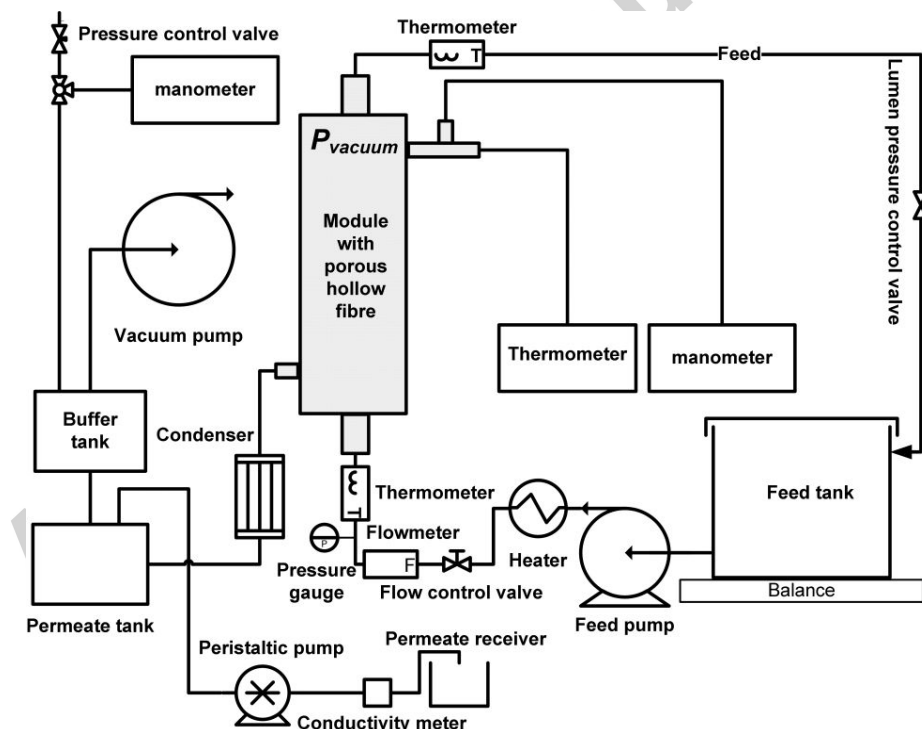 Pressure control valve
manometer
Thermometer
T
Feed
Lumen pressure control valve
P vacuum
Module
with
porous
hollow
fibre
Vacuum pump
Thermometer
manometer
Buffer
tank
Condenser
Thermometer
T
Feed tank
Flowmeter
P
F
Heater
Pressure
gauge
Flow control valve
Balance
Permeate tank
Feed pump
Peristaltic pump
Permeate receiver
Conductivity meter